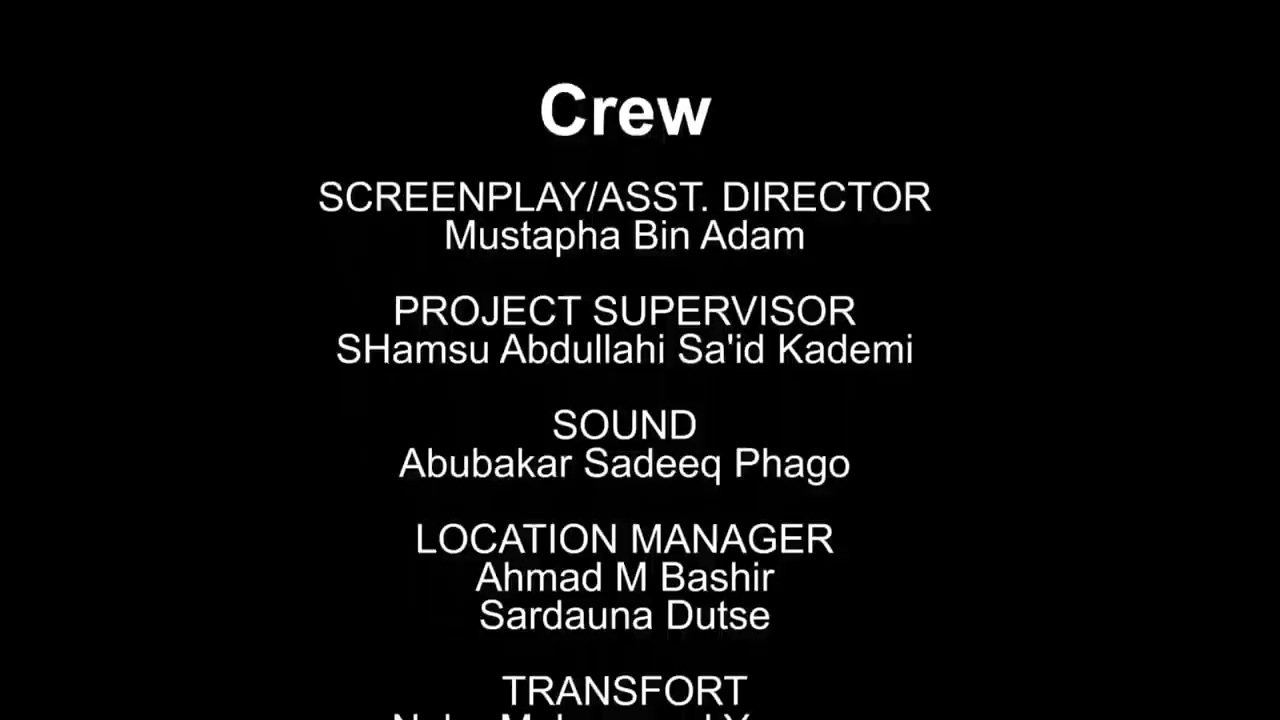 Crew
SCREENPLAY/ASST. DIRECTOR
Mustapha Bin Adam
PROJECT SUPERVISOR
SHamsu Abdullahi Sa'id Kademi
SOUND
Abubakar Sadeeq Phago
LOCATION MANAGER
Ahmad M Bashir
Sardauna Dutse
TRANSFORT